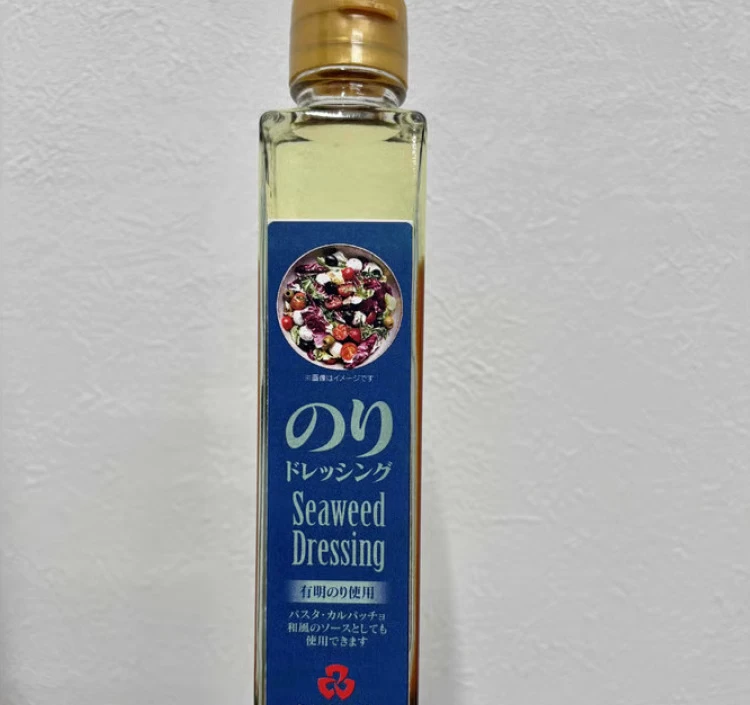 ※画像はイメージです
のり
ドレッシング
Seaweed
Dressing
有明のり使用
パスタ・カルパッチョ
和風のソースとしても
使用できます